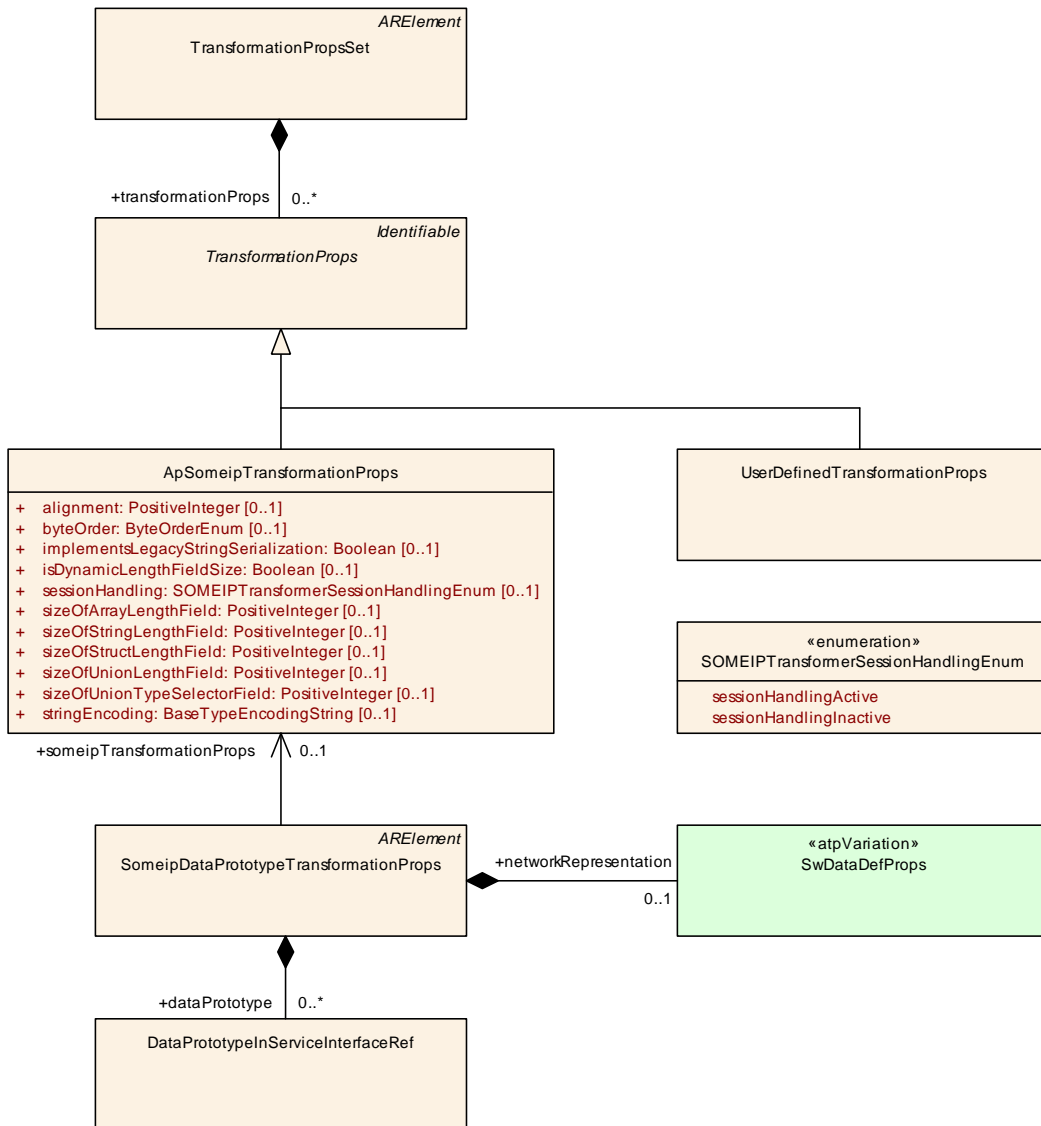 ARElement
TransformationPropsSet
+transformationProps 0..*
Identifiable
TransformationProps
ApSomeipTransformationProps
+ alignment: PositiveInteger [0..1]
+ byteOrder: ByteOrderEnum [0..1]
+ implementsLegacyStringSerialization: Boolean [0..1]
+ isDynamicLengthFieldSize: Boolean [0..1]
+ sessionHandling: SOMEIPTransformerSessionHandlingEnum [0..1]
+ sizeOfArrayLengthField: PositiveInteger [0..1]
+ sizeOfStringLengthField: PositiveInteger [0..1]
+ sizeOfStructLengthField: PositiveInteger [0..1]
+ sizeOfUnionLengthField: PositiveInteger [0..1]
+ sizeOfUnionTypeSelectorField: PositiveInteger [0..1]
+ stringEncoding: BaseTypeEncodingString [0..1]
UserDefinedTransformationProps
«enumeration»
SOMEIPTransformerSessionHandlingEnum
sessionHandlingActive
sessionHandlingInactive
+someipTransformationProps 0..1
ARElement
SomeipDataPrototypeTransformationProps
+networkRepresentation
0..1
«atpVariation»
SwDataDefProps
+dataPrototype 0..*
DataPrototypeInServiceInterfaceRef